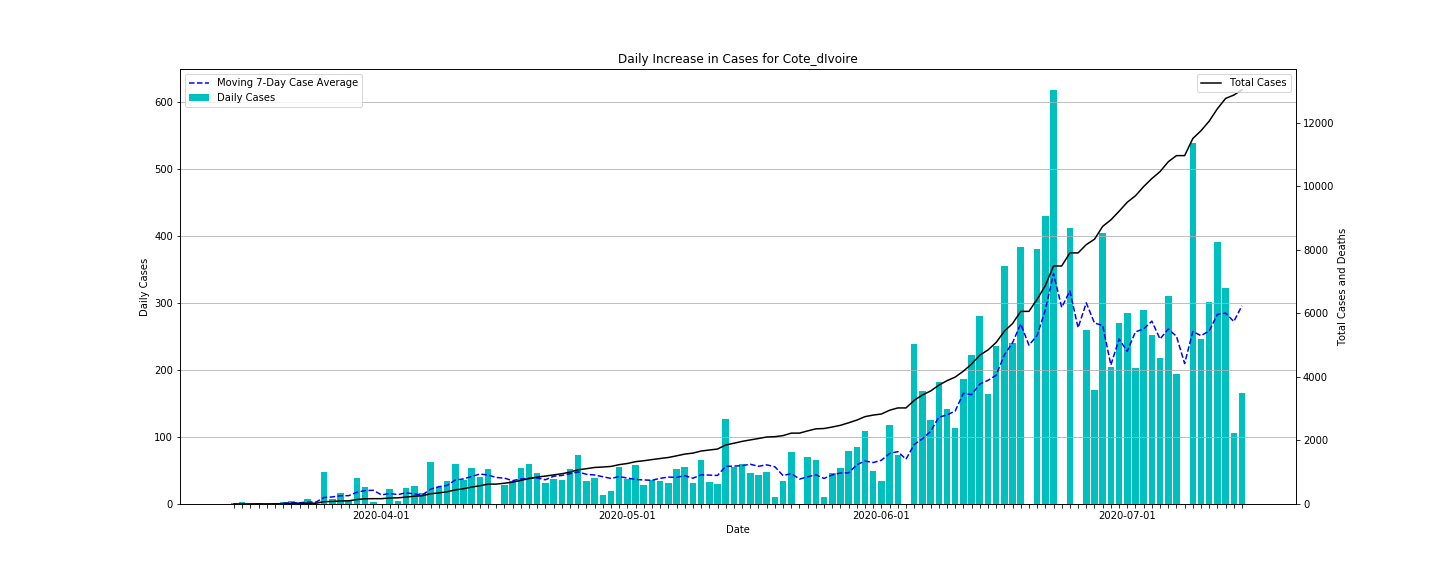 Daily Increase in Cases for Cote_dIvoire
Moving 7-Day Case Average
Daily Cases
Total Cases
600
500
400
300
200
100
0
Daily Cases
12000
10000
8000
6000
4000
2000
0
Total Cases and Deaths
2020-04-01
2020-05-01
2020-06-01
2020-07-01
Date